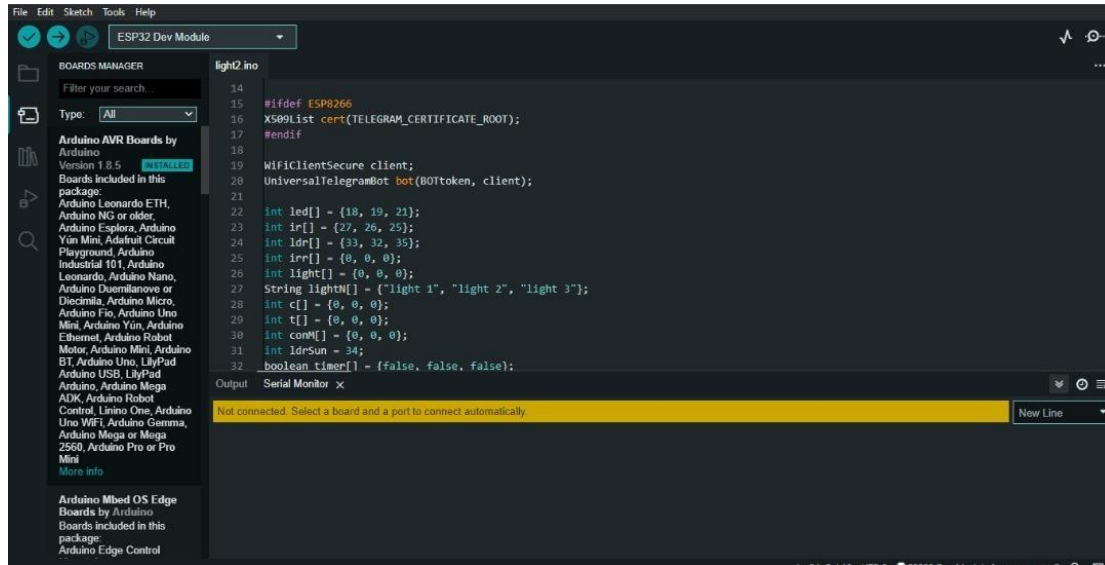 File Edit Sketch Tools Help
ESP32 Dev Module
BOARDS MANAGER
Filter your search...
Type: All
Arduino AVR Boards by
Arduino
Version 1.8.5 INSTALLED
Boards included in this
package:
Arduino Leonardo ETH,
Arduino NG or older,
Arduino Esplora, Arduino
Yún Mini, Adafruit Circuit
Playground, Arduino
Industrial 101, Arduino
Leonardo, Arduino Nano,
Arduino Duemilanove or
Diecimila, Arduino Micro,
Arduino Fio, Arduino Uno
Mini, Arduino Yún, Arduino
Ethernet, Arduino Robot
Motor, Arduino Mini, Arduino
BT, Arduino Uno, LilyPad
Arduino USB, LilyPad
Arduino, Arduino Mega
ADK, Arduino Robot
Control, Linino One, Arduino
Uno WiFi, Arduino Gemma,
Arduino Mega or Mega
2560, Arduino Pro or Pro
Mini
More info
Arduino Mbed OS Edge
Boards by Arduino
Boards included in this
package:
Arduino Edge Control
light2.ino
14
15 #ifdef ESP8266
16 X509List cert(TELEGRAM_CERTIFICATE_ROOT);
17 #endif
18
19 WiFiClientSecure client;
20 UniversalTelegramBot bot(BOTtoken, client);
21
22 int led[] = {18, 19, 21};
23 int ir[] = {27, 26, 25};
24 int ldr[] = {33, 32, 35};
25 int irr[] = {0, 0, 0};
26 int light[] = {0, 0, 0};
27 String lightN[] = {"light 1", "light 2", "light 3"};
28 int c[] = {0, 0, 0};
29 int t[] = {0, 0, 0};
30 int conM[] = {0, 0, 0};
31 int ldrSun = 34;
32 boolean timer[] = {false, false, false};
Output Serial Monitor
Not connected. Select a board and a port to connect automatically.
New Line